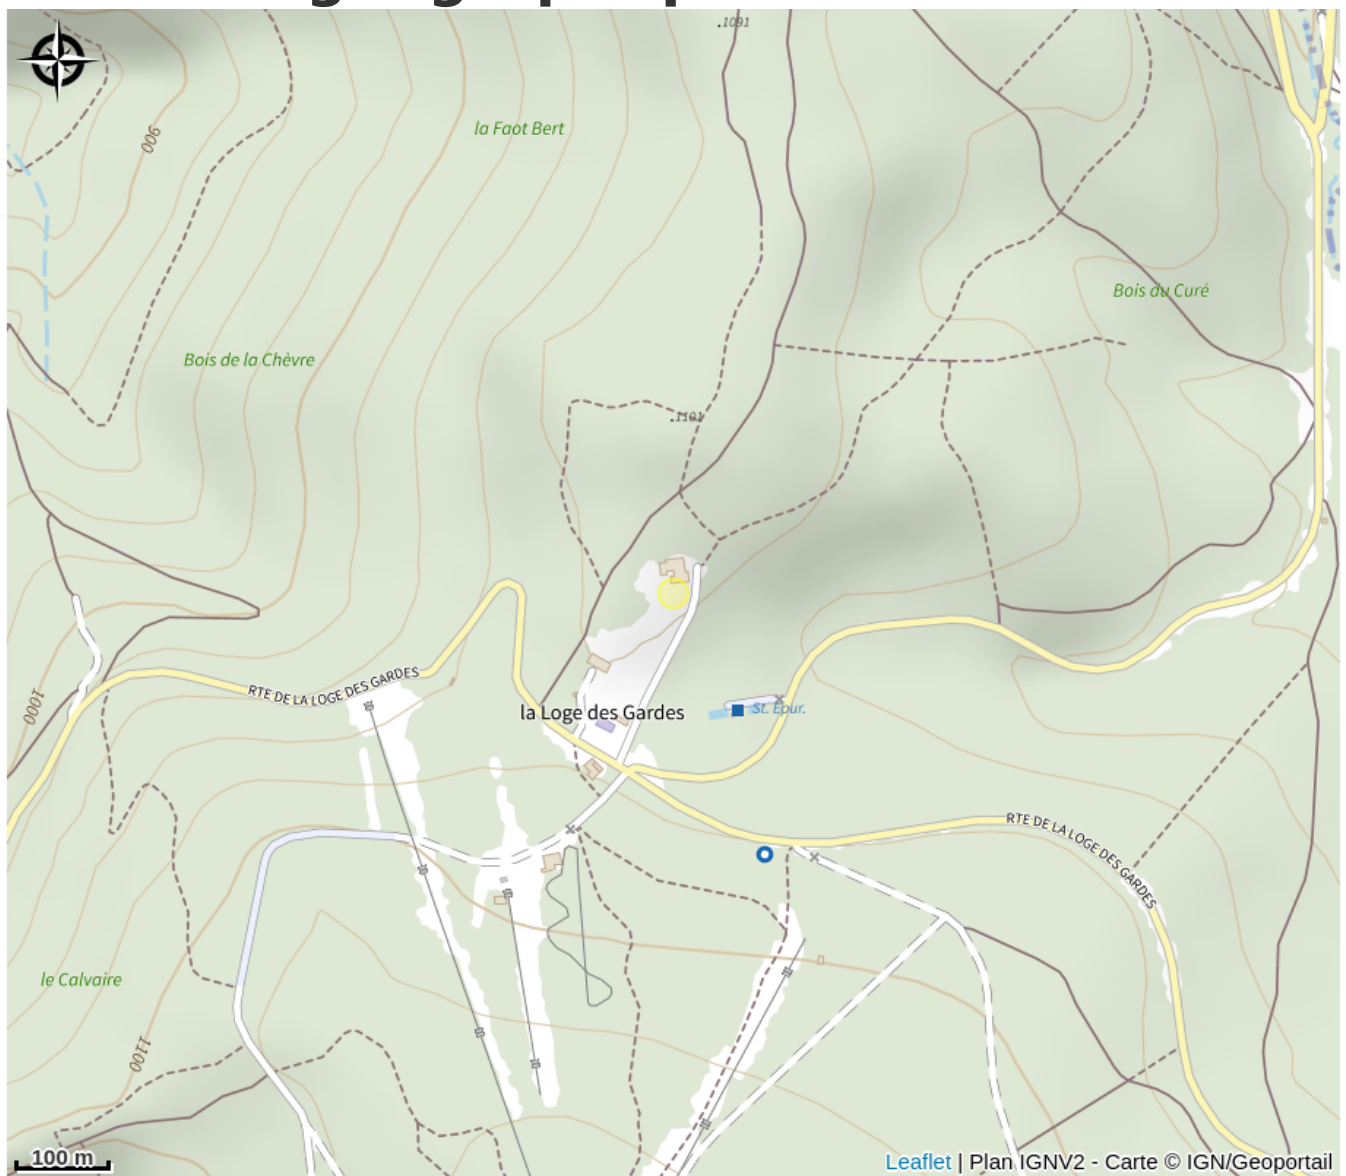 .1091
la Faot Bert
900
Bois du Curé
Bois de la Chèvre
.1101
RTE DE LA LOGE DES GARDES
1000
la Loge des Gardes
St. Epur.
RTE DE LA LOGE DES GARDES
le Calvaire
1100
100 m
Leaflet | Plan IGNV2 - Carte © IGN/Geoportail